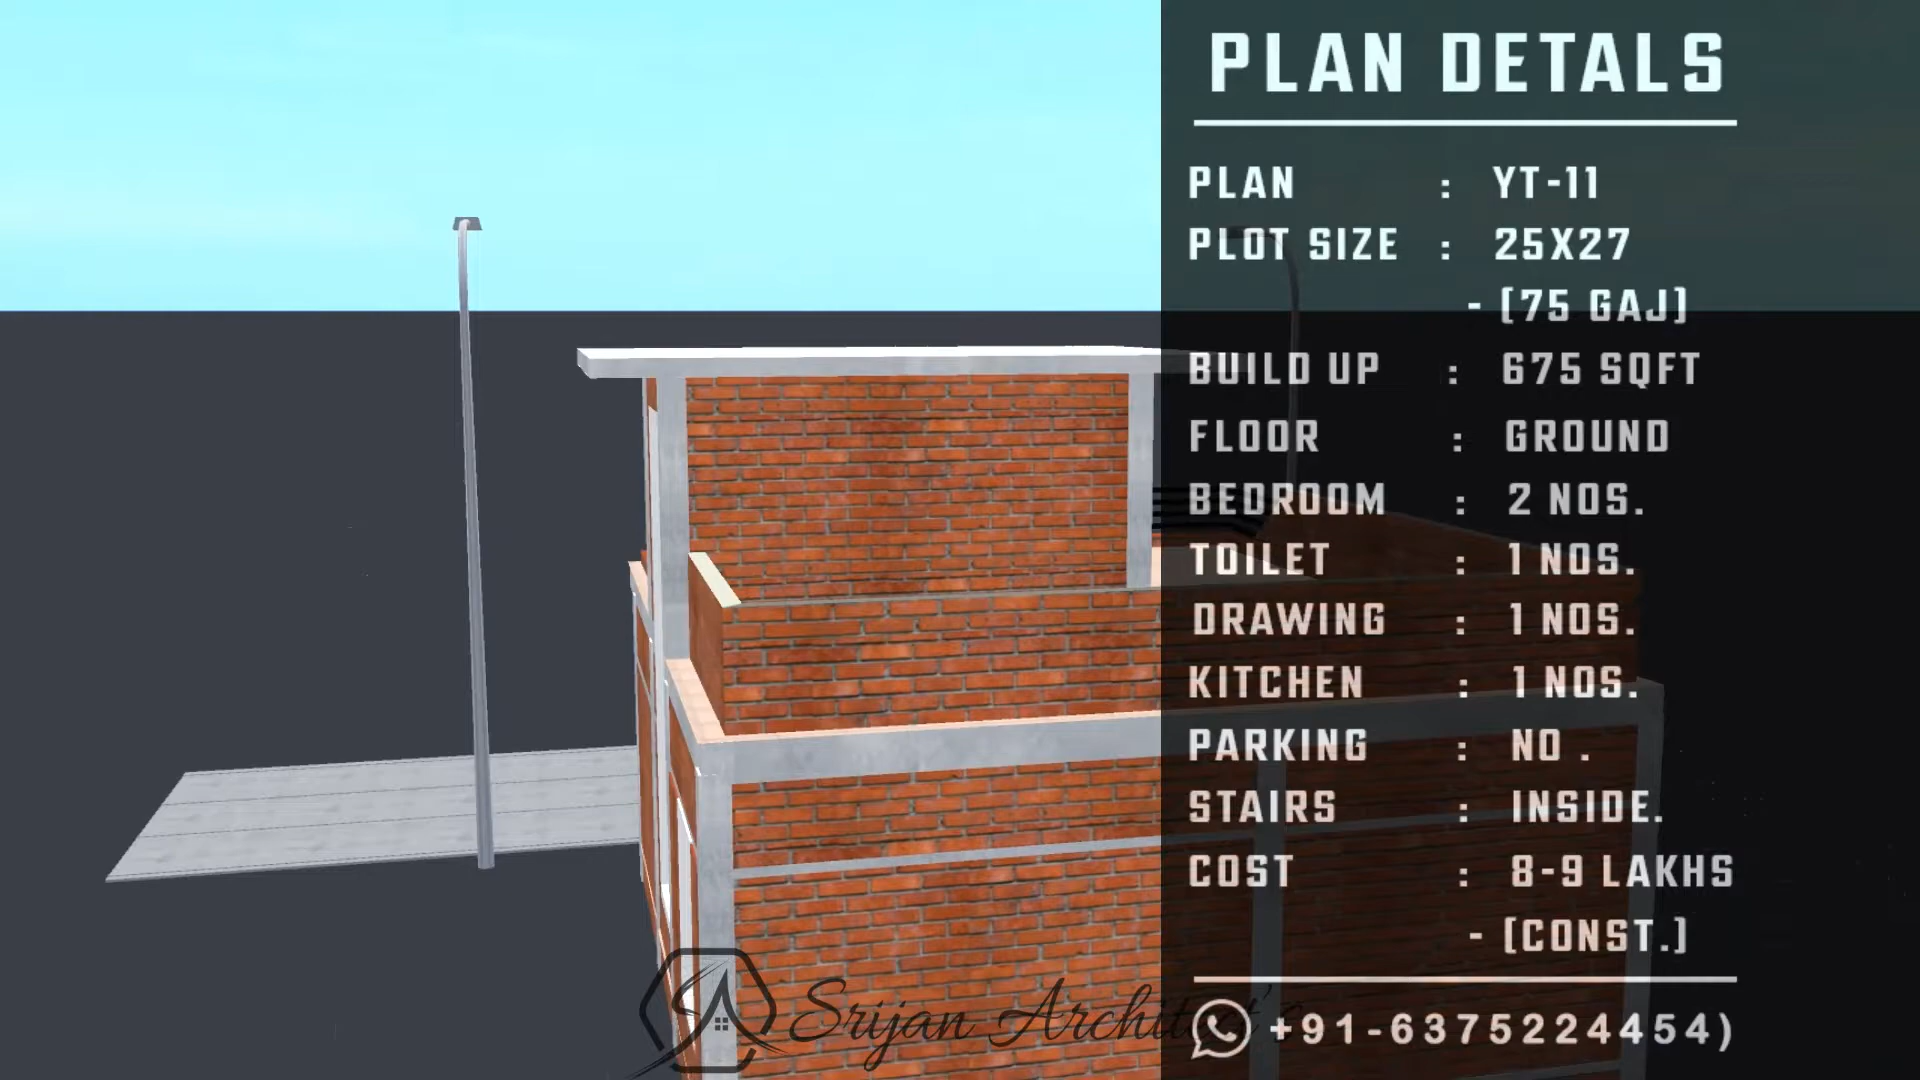 PLAN DETALS
PLAN : YT-11
PLOT SIZE : 25X27
- [75 GAJ]
BUILD UP : 675 SQFT
FLOOR : GROUND
BEDROOM : 2 NOS.
TOILET : 1 NOS.
DRAWING : 1 NOS.
KITCHEN : 1 NOS.
PARKING : NO .
STAIRS : INSIDE.
COST : 8-9 LAKHS
- [CONST.]
+91-6375224454)
Srijan Architect's